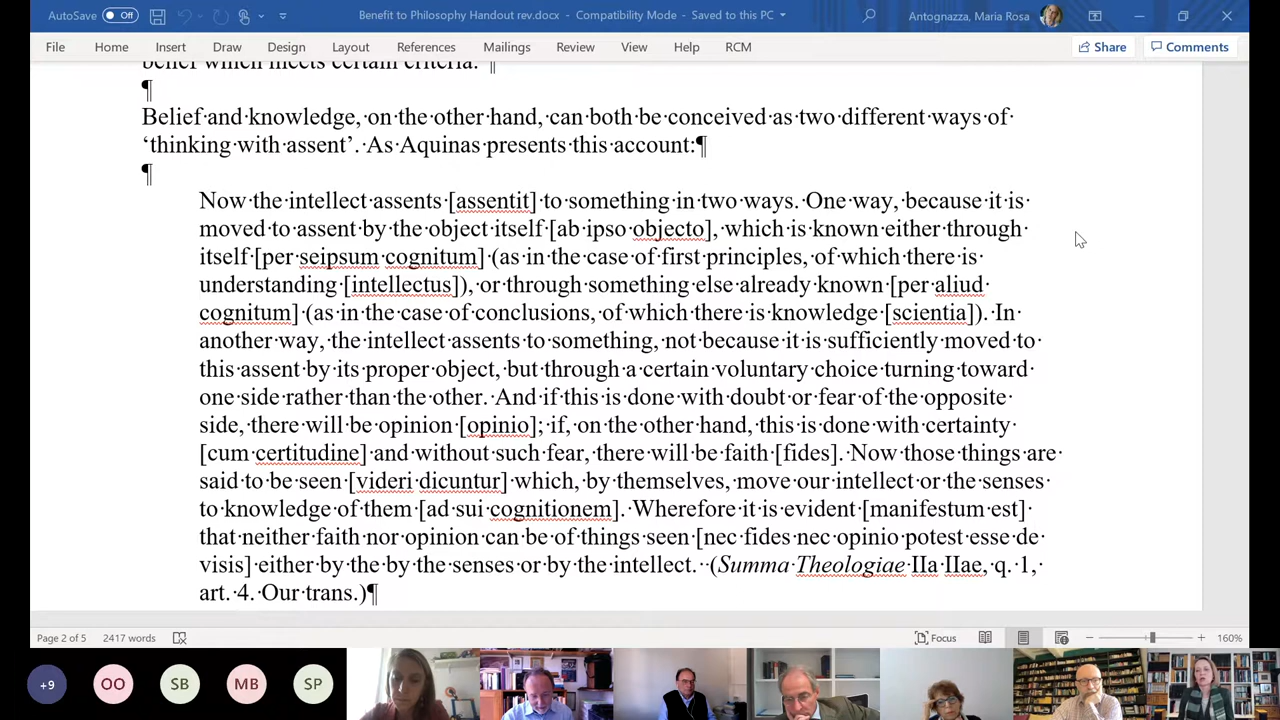 AutoSave Off Benefit to Philosophy Handout rev.docx - Compatibility Mode - Saved to this PC Antognazza, Maria Rosa
File Home Insert Draw Design Layout References Mailings Review View Help RCM Share Comments
belief which meets certain criteria. ¶
¶
Belief·and·knowledge,·on·the·other·hand,·can·both·be·conceived·as·two·different·ways·of·
‘thinking·with·assent’.··As·Aquinas·presents·this·account:¶
¶
Now·the·intellect·assents·[assentit]·to·something·in·two·ways.··One·way,·because·it·is·
moved·to·assent·by·the·object·itself·[ab·ipso·objecto],·which·is·known·either·through·
itself·[per·seipsum·cognitum]·(as·in·the·case·of·first·principles,·of·which·there·is·
understanding·[intellectus]),·or·through·something·else·already·known·[per·aliud·
cognitum]·(as·in·the·case·of·conclusions,·of·which·there·is·knowledge·[scientia]).··In·
another·way,·the·intellect·assents·to·something,·not·because·it·is·sufficiently·moved·to·
this·assent·by·its·proper·object,·but·through·a·certain·voluntary·choice·turning·toward·
one·side·rather·than·the·other.··And·if·this·is·done·with·doubt·or·fear·of·the·opposite·
side,·there·will·be·opinion·[opinio];·if,·on·the·other·hand,·this·is·done·with·certainty·
[cum·certitudine]·and·without·such·fear,·there·will·be·faith·[fides].··Now·those·things·are·
said·to·be·seen·[videri·dicuntur]·which,·by·themselves,·move·our·intellect·or·the·senses·
to·knowledge·of·them·[ad·sui·cognitionem].··Wherefore·it·is·evident·[manifestum·est]·
that·neither·faith·nor·opinion·can·be·of·things·seen·[nec·fides·nec·opinio·potest·esse·de·
visis]·either·by·the·by·the·senses·or·by·the·intellect.··(Summa·Theologiae·IIa·IIae,·q.·1,·
art.·4.··Our·trans.)¶
Page 2 of 5 2417 words Focus 160%
+9 OO SB MB SP